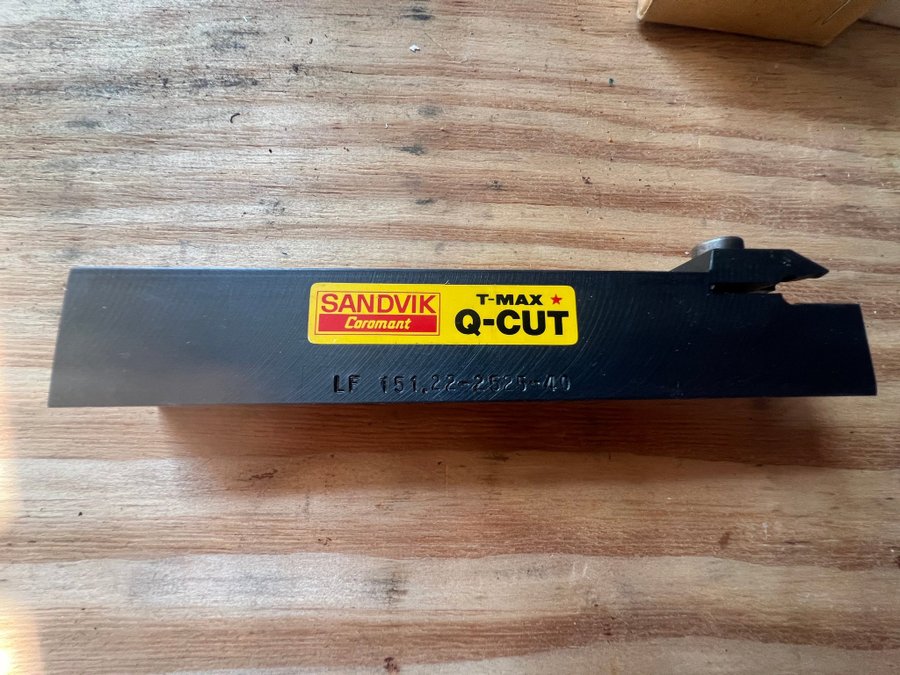 SANDVIK
Coromant
T-MAX ★
Q-CUT
LF 151.22-2525-40